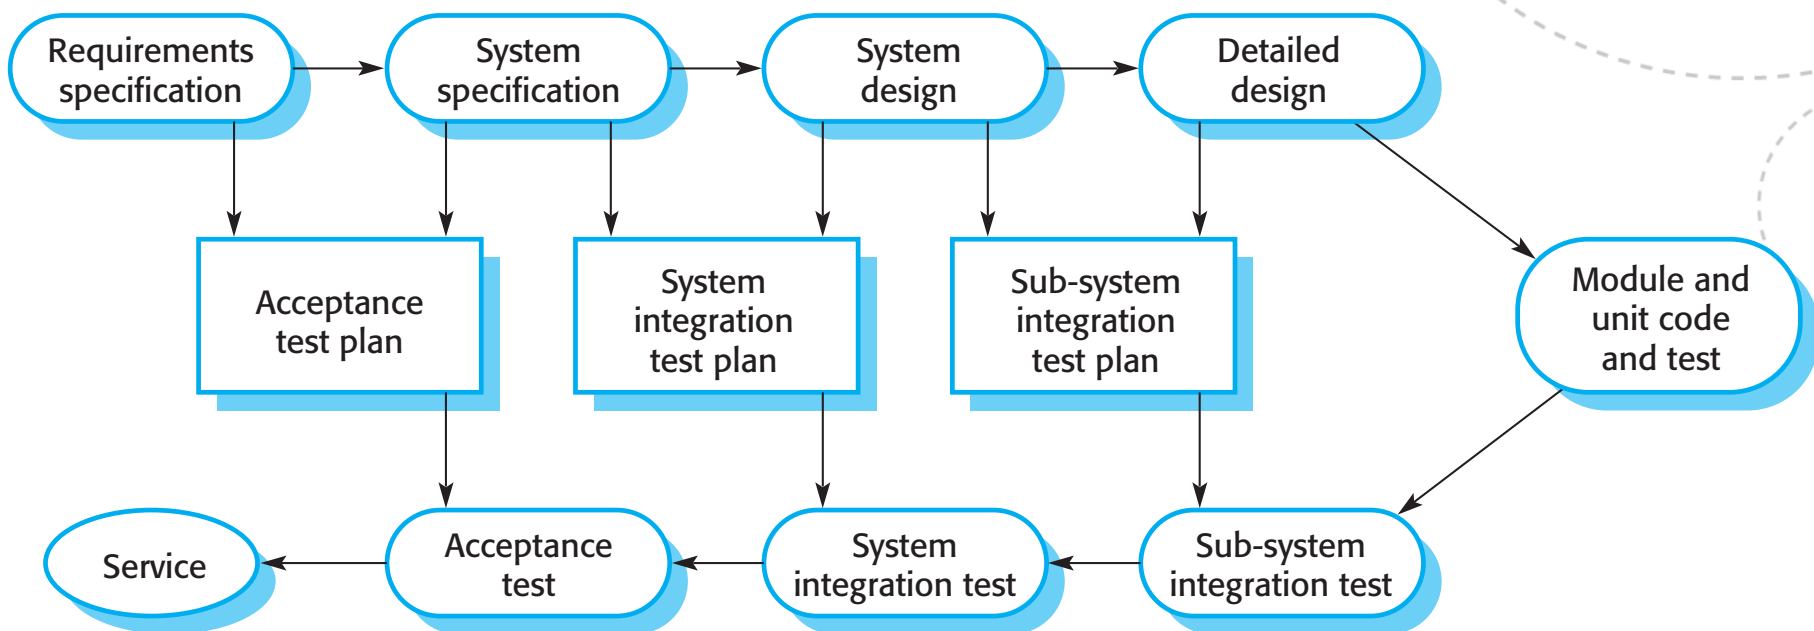 Requirements
specification
System
specification
System
design
Detailed
design
Acceptance
test plan
System
integration
test plan
Sub-system
integration
test plan
Module and
unit code
and test
Service
Acceptance
test
System
integration test
Sub-system
integration test